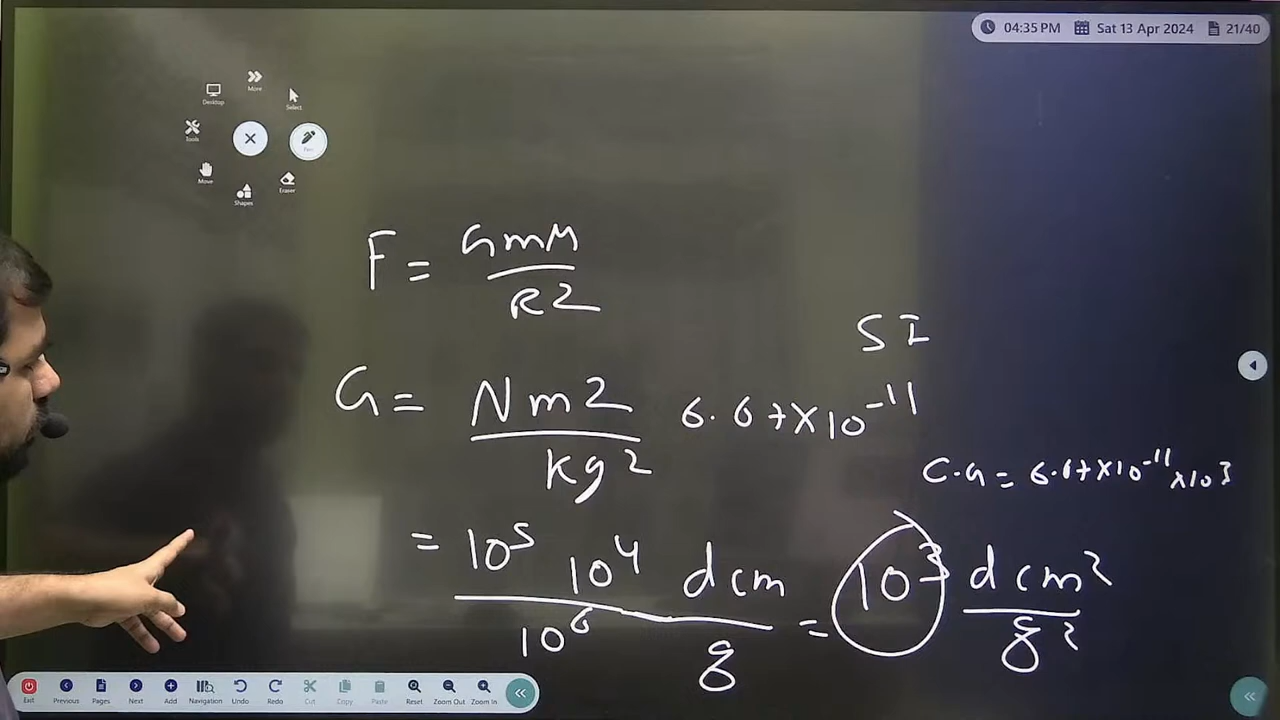 04:35 PM Sat 13 Apr 2024 21/40
More
Desktop
Select
Tools
Pen
Move
Eraser
Shapes
F = GmM
R2
SI
G = Nm2 6.67×10⁻¹¹
Kg²
C.G = 6.67×10⁻¹¹ ×10³
= 10⁵ 10⁴ dcm = 10³ dcm²
10⁶ g g²
Exit Previous Pages Next Add Navigation Undo Redo Cut Copy Paste Reset Zoom Out Zoom In